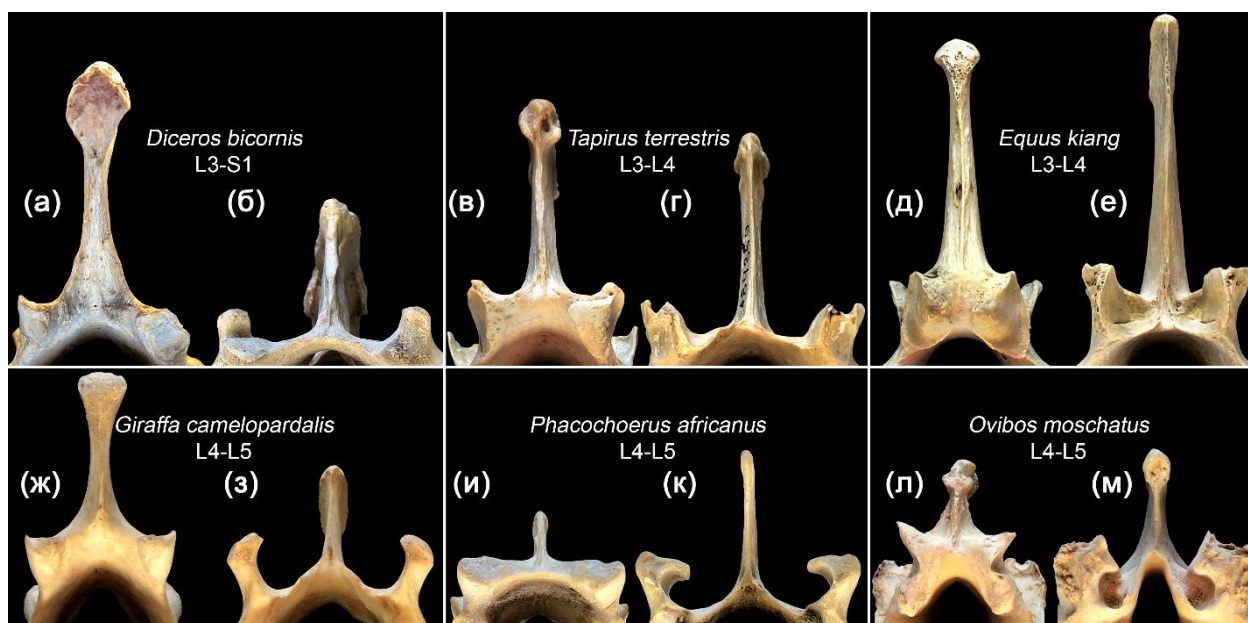 Diceros bicornis
L3-S1
(а) (б)
Tapirus terrestris
L3-L4
(в) (г)
Equus kiang
L3-L4
(д) (е)
Giraffa camelopardalis
L4-L5
(ж) (з)
Phacochoerus africanus
L4-L5
(и) (к)
Ovibos moschatus
L4-L5
(л) (м)